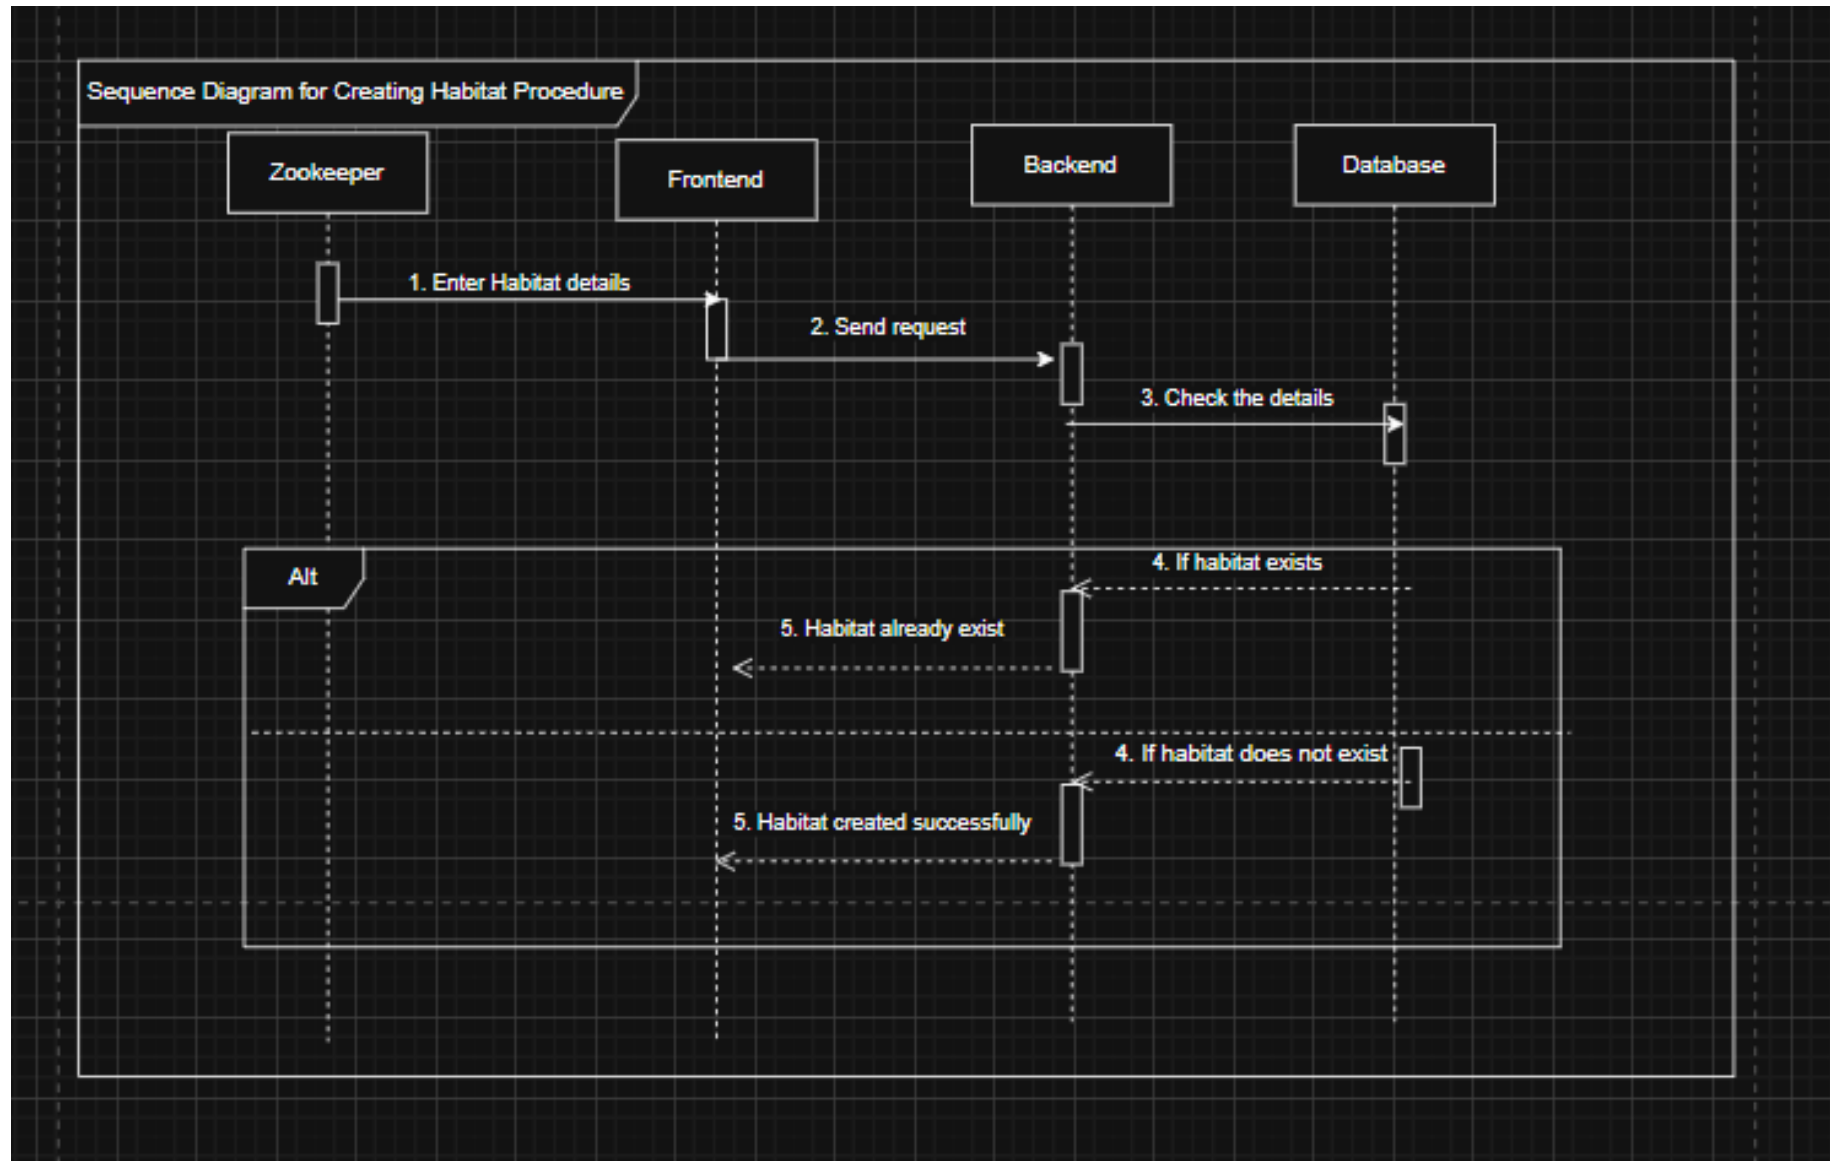 Sequence Diagram for Creating Habitat Procedure
Zookeeper
Frontend
Backend
Database
1. Enter Habitat details
2. Send request
3. Check the details
Alt
4. If habitat exists
5. Habitat already exist
4. If habitat does not exist
5. Habitat created successfully